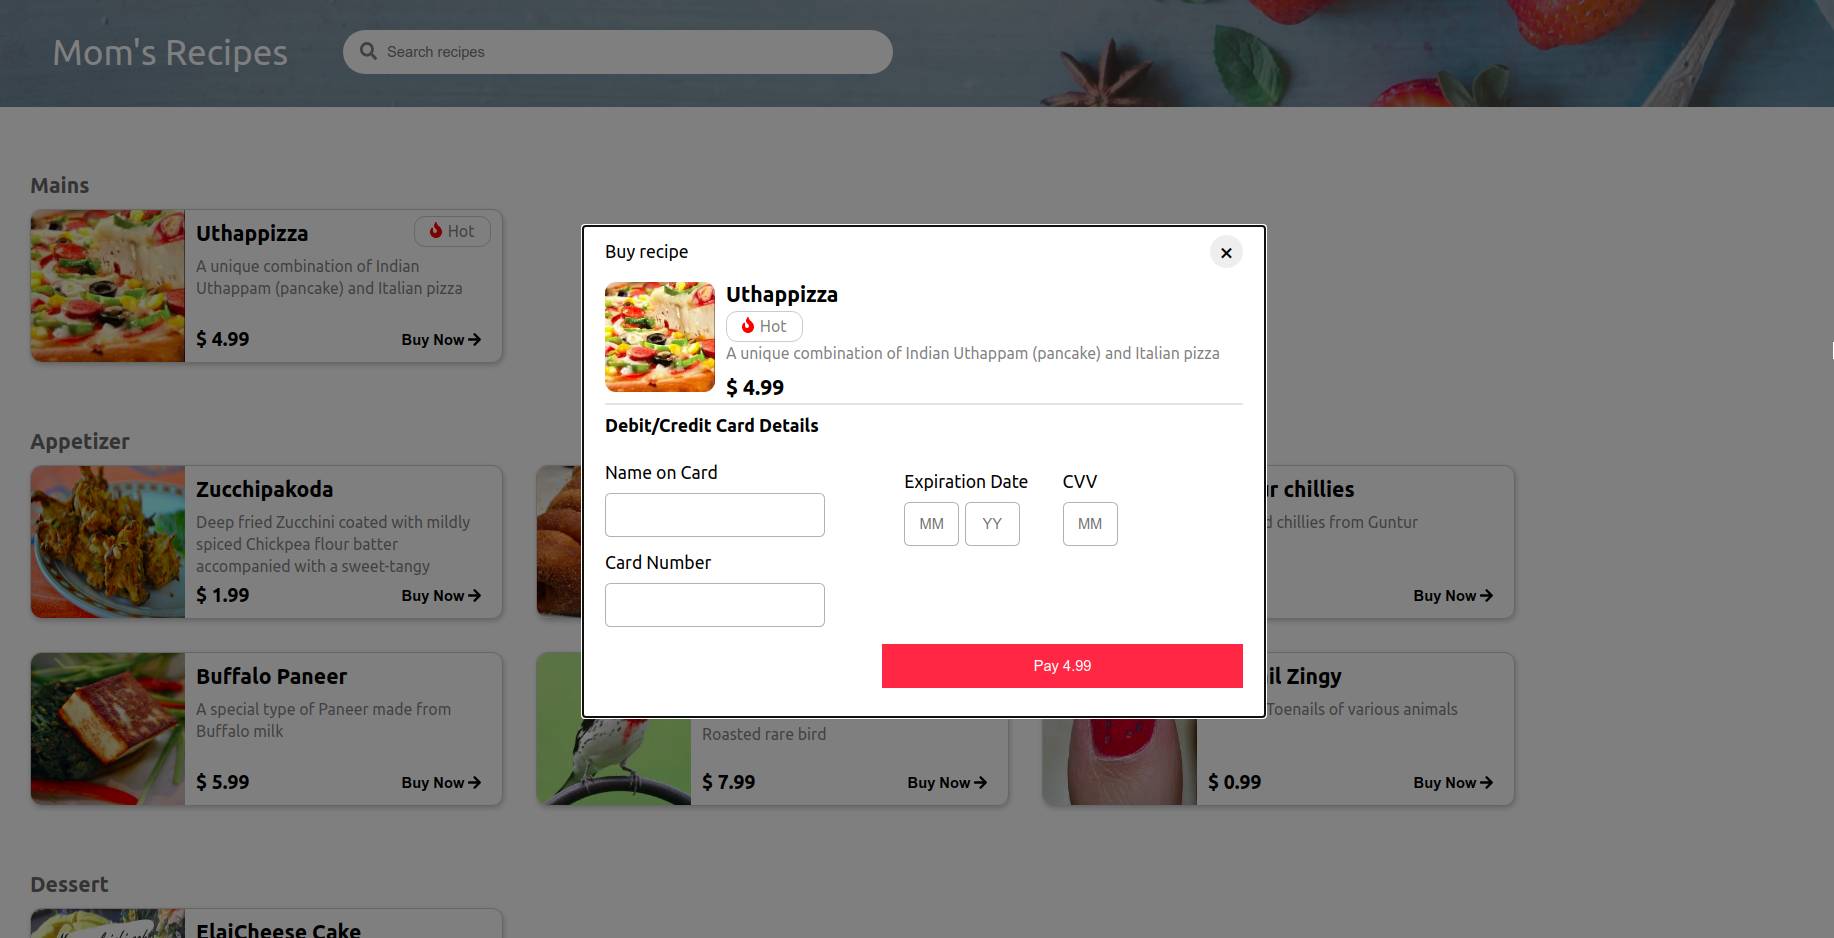 Mom's Recipes
Search recipes
Mains
Uthappizza
Hot
A unique combination of Indian
Uthappam (pancake) and Italian pizza
$ 4.99
Buy Now
Buy recipe
Uthappizza
Hot
A unique combination of Indian Uthappam (pancake) and Italian pizza
$ 4.99
Debit/Credit Card Details
Name on Card
Expiration Date
CVV
MM
YY
MM
Card Number
Pay 4.99
Appetizer
Zucchipakoda
Deep fried Zucchini coated with mildly
spiced Chickpea flour batter
accompanied with a sweet-tangy
$ 1.99
Buy Now
chillies
chillies from Guntur
Buy Now
Buffalo Paneer
A special type of Paneer made from
Buffalo milk
$ 5.99
Buy Now
Roasted rare bird
$ 7.99
Buy Now
Zingy
Toenails of various animals
$ 0.99
Buy Now
Dessert
ElaiCheese Cake